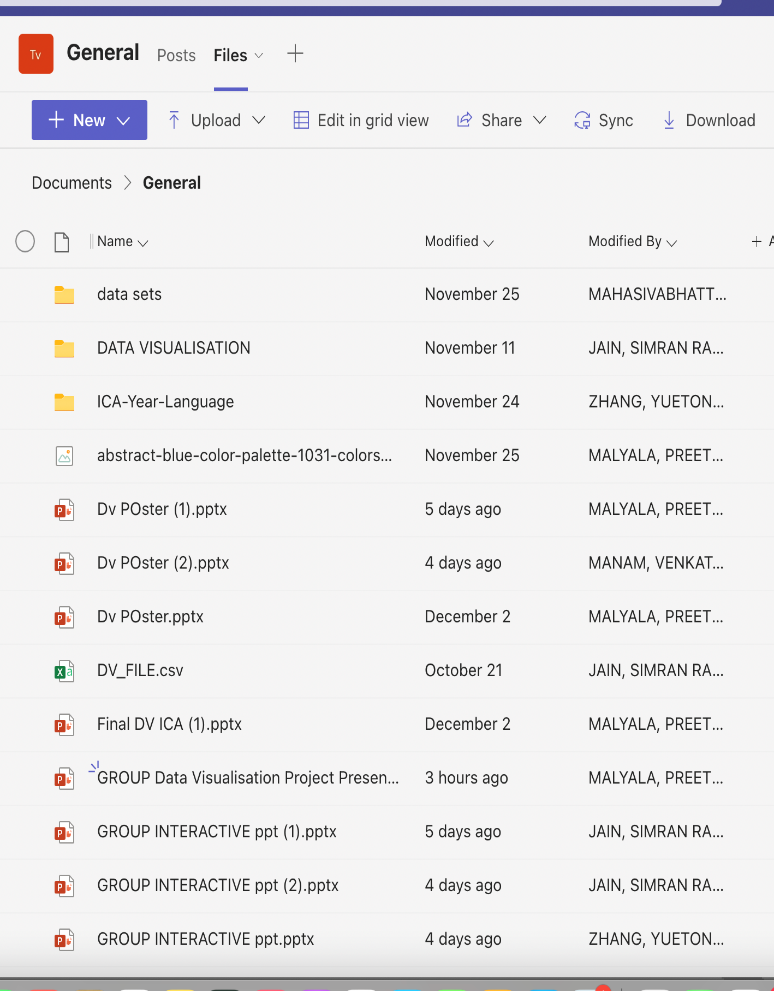 Tv General Posts Files
New Upload Edit in grid view Share Sync Download
Documents General
Name Modified Modified By + A
data sets November 25 MAHASIVABHATT...
DATA VISUALISATION November 11 JAIN, SIMRAN RA...
ICA-Year-Language November 24 ZHANG, YUETON...
abstract-blue-color-palette-1031-colors... November 25 MALYALA, PREET...
Dv POster (1).pptx 5 days ago MALYALA, PREET...
Dv POster (2).pptx 4 days ago MANAM, VENKAT...
Dv POster.pptx December 2 MALYALA, PREET...
DV_FILE.csv October 21 JAIN, SIMRAN RA...
Final DV ICA (1).pptx December 2 MALYALA, PREET...
GROUP Data Visualisation Project Presen... 3 hours ago MALYALA, PREET...
GROUP INTERACTIVE ppt (1).pptx 5 days ago JAIN, SIMRAN RA...
GROUP INTERACTIVE ppt (2).pptx 4 days ago JAIN, SIMRAN RA...
GROUP INTERACTIVE ppt.pptx 4 days ago ZHANG, YUETON...